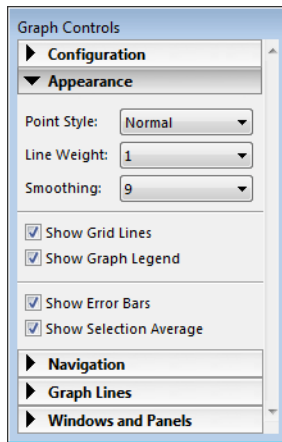 Graph Controls
Configuration
Appearance
Point Style: Normal
Line Weight: 1
Smoothing: 9
Show Grid Lines
Show Graph Legend
Show Error Bars
Show Selection Average
Navigation
Graph Lines
Windows and Panels